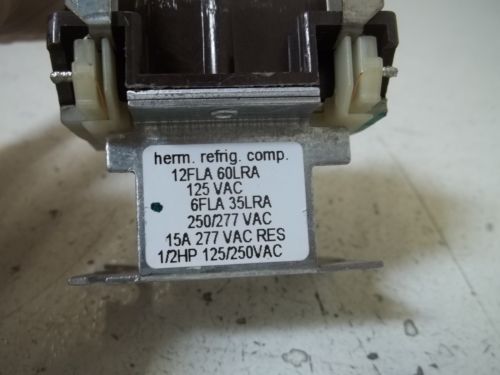 herm. refrig. comp.
12FLA 60LRA
125 VAC
6FLA 35LRA
250/277 VAC
15A 277 VAC RES
1/2HP 125/250VAC